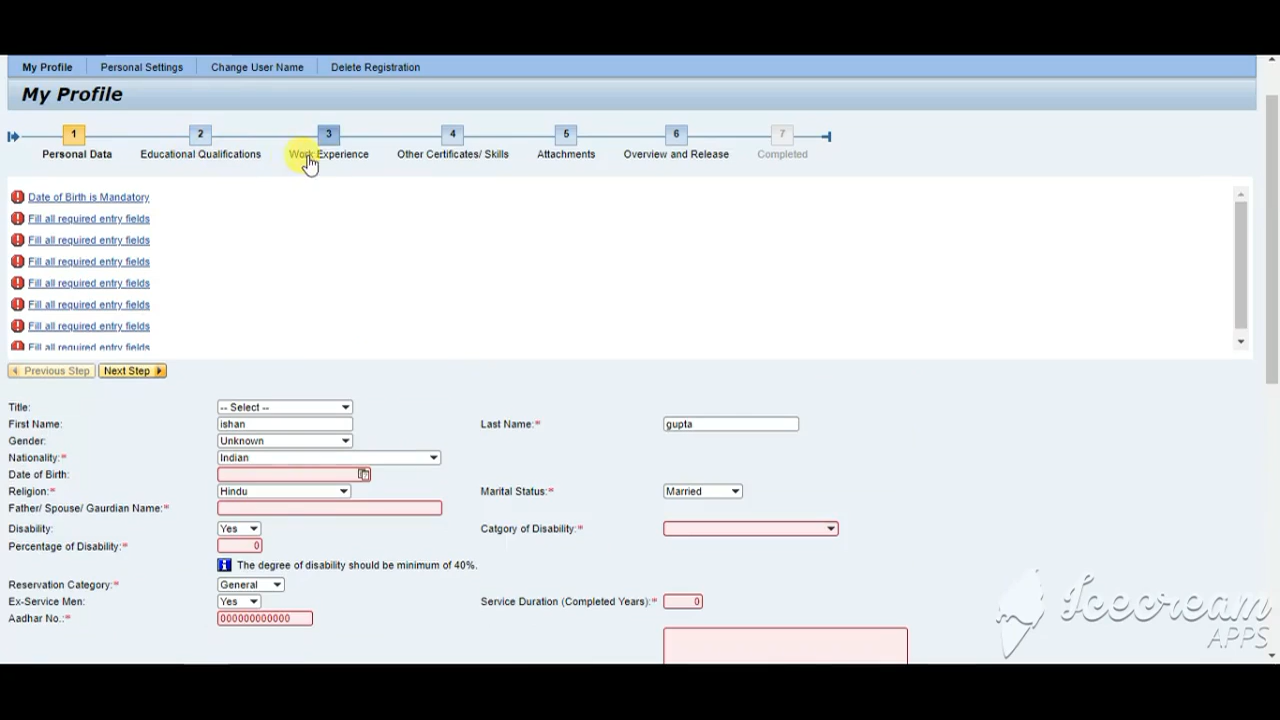 My Profile Personal Settings Change User Name Delete Registration
My Profile
1 2 3 4 5 6 7
Personal Data Educational Qualifications Work Experience Other Certificates/ Skills Attachments Overview and Release Completed
Date of Birth is Mandatory
Fill all required entry fields
Fill all required entry fields
Fill all required entry fields
Fill all required entry fields
Fill all required entry fields
Fill all required entry fields
Fill all required entry fields
Previous Step Next Step
Title: -- Select --
First Name: ishan Last Name:* gupta
Gender: Unknown
Nationality:* Indian
Date of Birth:
Religion:* Hindu Marital Status:* Married
Father/ Spouse/ Gaurdian Name:*
Disability: Yes Catgory of Disability:*
Percentage of Disability:* 0
The degree of disability should be minimum of 40%.
Reservation Category:* General
Ex-Service Men: Yes Service Duration (Completed Years):* 0
Aadhar No.:* 000000000000
Icecream
APPS